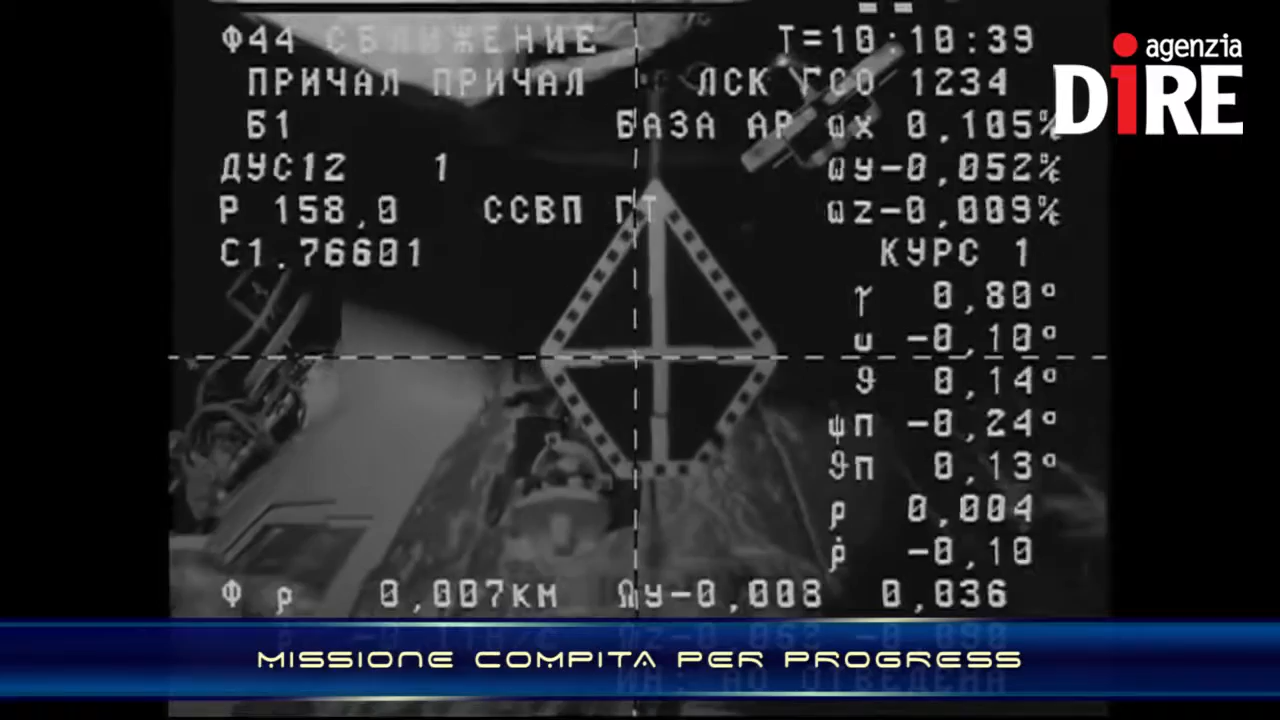 Ф44 СБЛИЖЕНИЕ T=10:10:39
agenzia
DiRE
ПРИЧАЛ ПРИЧАЛ ЛСК ГСО 1234
Б1 БАЗА АР ωX 0,105%
ДУС12 1 ωY-0,052%
Р 158,0 ССВП ГТ ωZ-0,009%
С1.76601 КУРС 1
γ 0,80°
u -0,10°
ϑ 0,14°
ψП -0,24°
ϑП 0,13°
ρ 0,004
ρ̇ -0,10
Ф ρ 0,007КМ ΩY-0,008 0,036
MISSIONE COMPITA PER PROGRESS